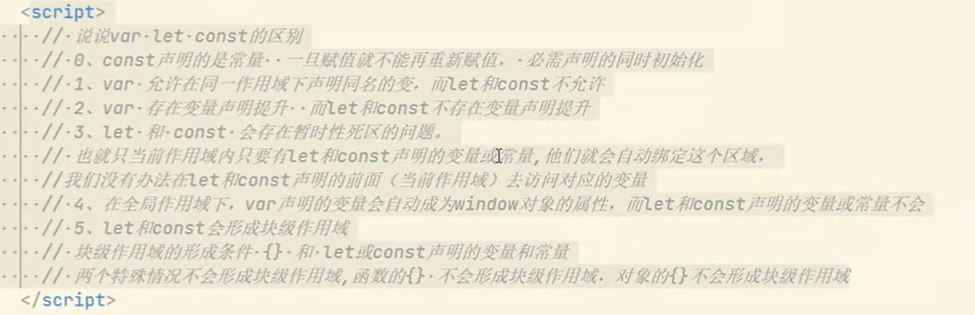 <script>
// 说说var let const的区别
// 0、const声明的是常量 一旦赋值就不能再重新赋值, 必需声明的同时初始化
// 1、var 允许在同一作用域下声明同名的变, 而let和const不允许
// 2、var 存在变量声明提升 而let和const不存在变量声明提升
// 3、let 和 const 会存在暂时性死区的问题。
// 也就只当前作用域内只要有let和const声明的变量或常量,他们就会自动绑定这个区域,
//我们没有办法在let和const声明的前面（当前作用域）去访问对应的变量
// 4、在全局作用域下, var声明的变量会自动成为window对象的属性, 而let和const声明的变量或常量不会
// 5、let和const会形成块级作用域
// 块级作用域的形成条件 {} 和 let或const声明的变量和常量
// 两个特殊情况不会形成块级作用域,函数的{} 不会形成块级作用域, 对象的{}不会形成块级作用域
</script>